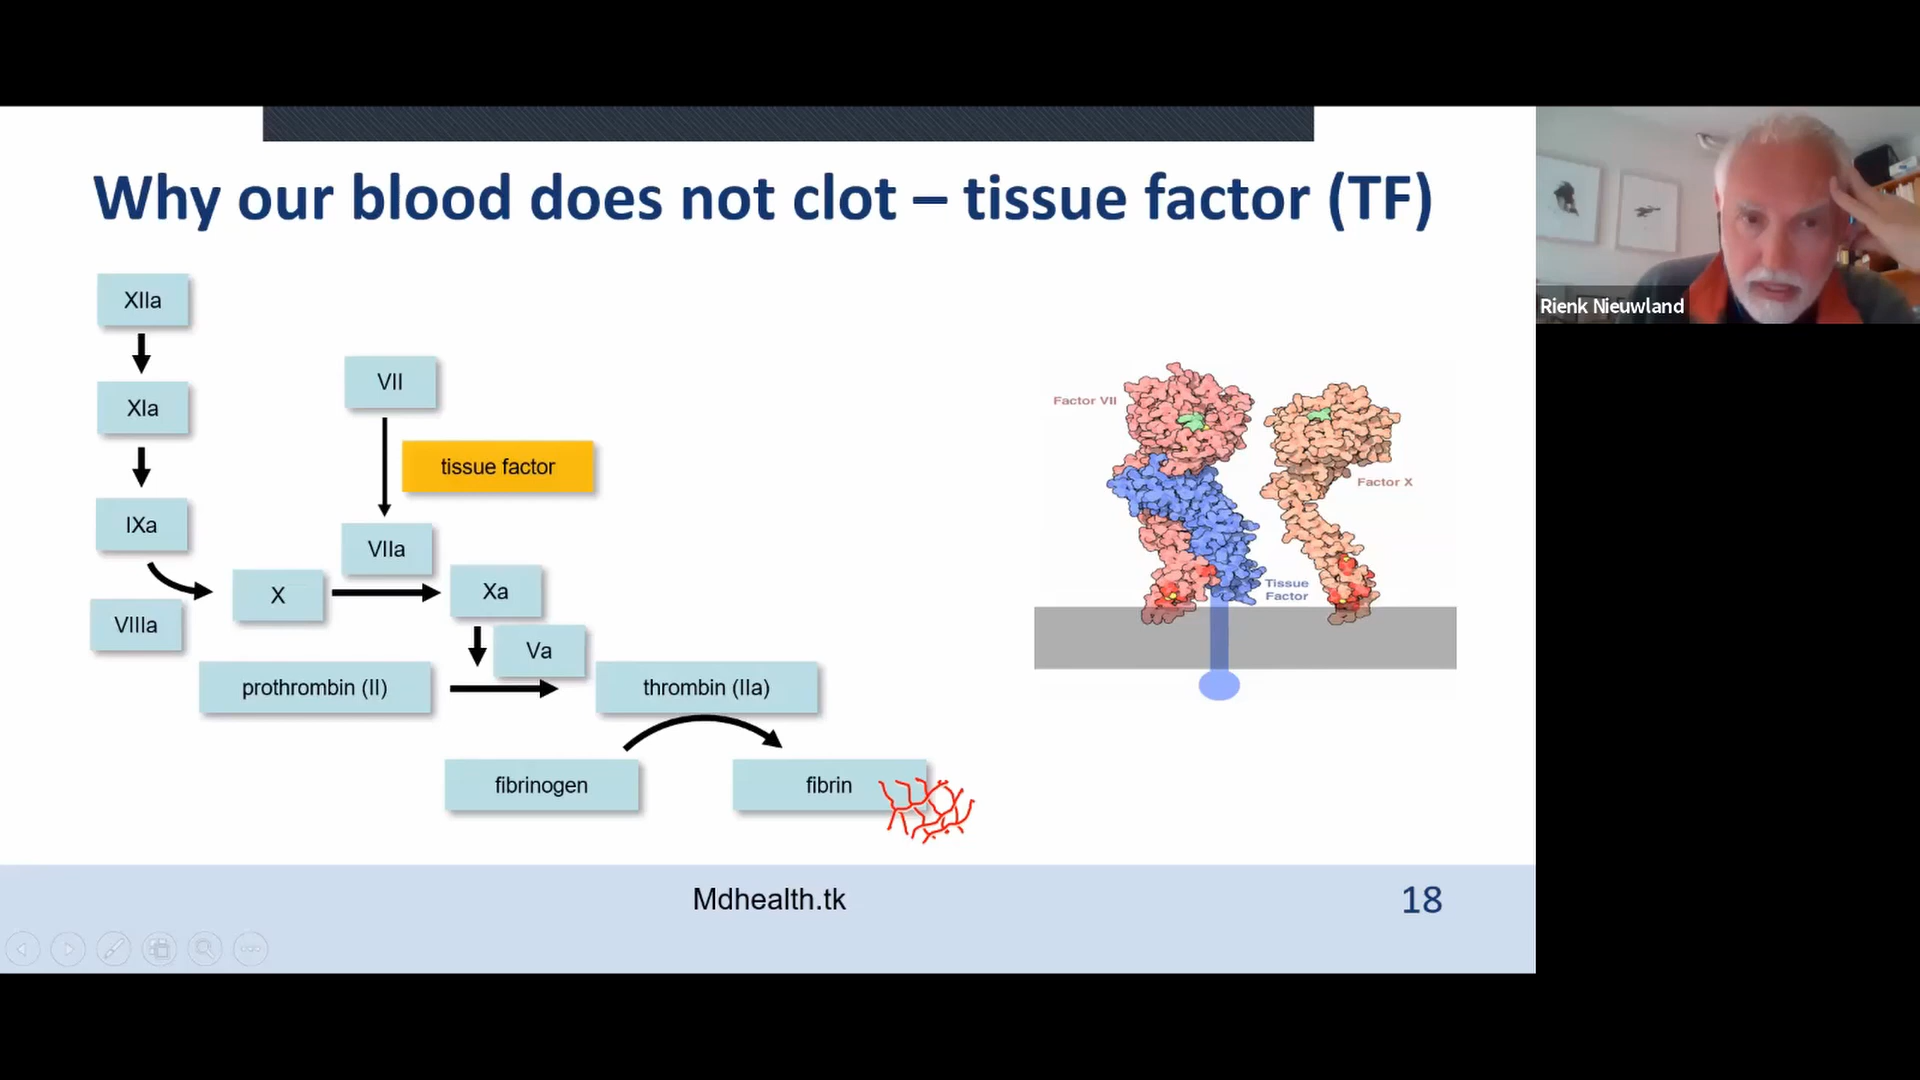 Why our blood does not clot – tissue factor (TF)
Rienk Nieuwland
XIIa
XIa
IXa
VIIIa
X
VII
tissue factor
VIIa
Xa
Va
prothrombin (II)
thrombin (IIa)
fibrinogen
fibrin
Factor VII
Factor X
Tissue
Factor
Mdhealth.tk
18